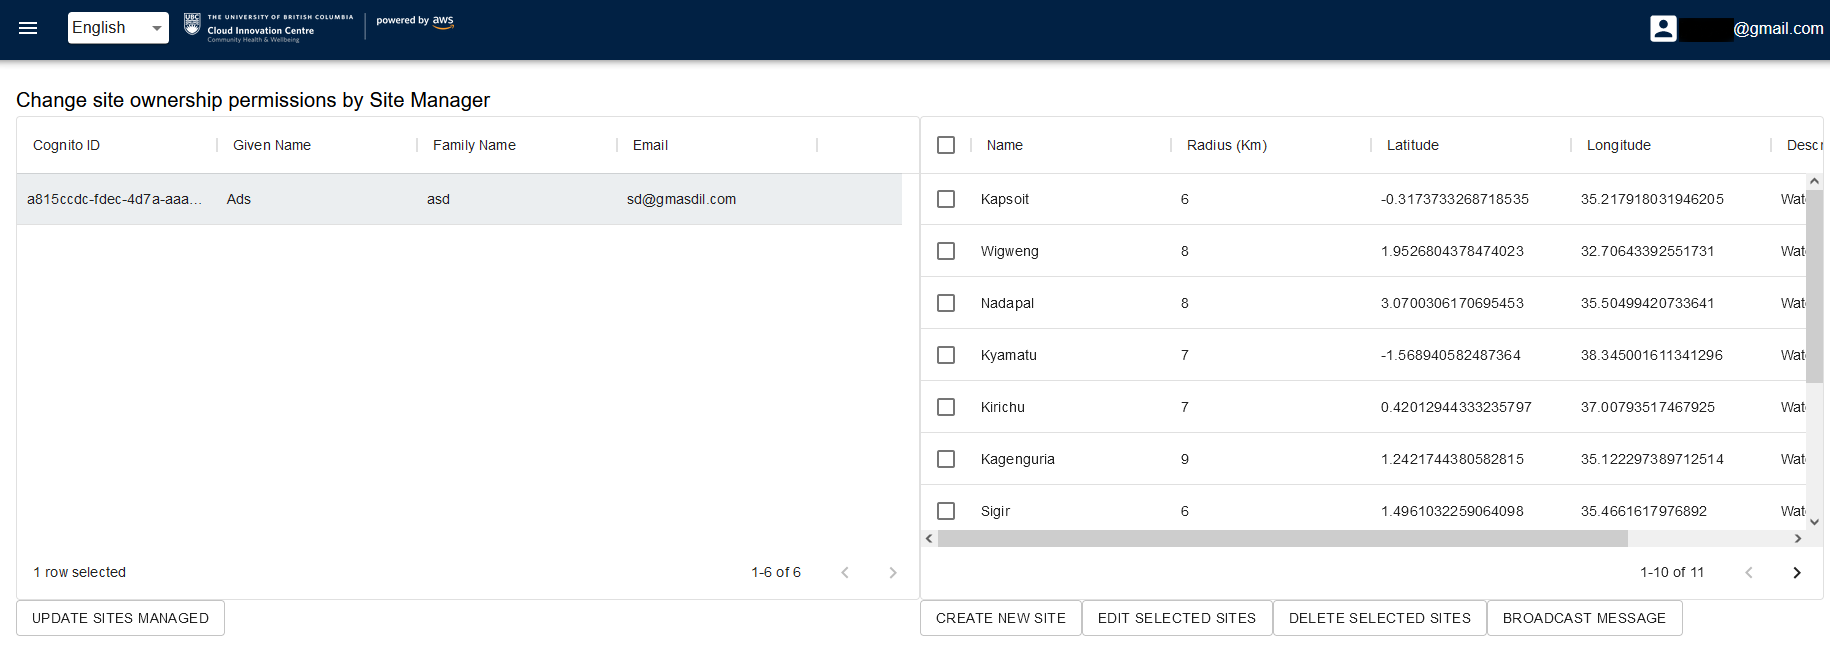 English
UBC
THE UNIVERSITY OF BRITISH COLUMBIA
Cloud Innovation Centre
Community Health & Wellbeing
powered by aws
@gmail.com
Change site ownership permissions by Site Manager
Cognito ID Given Name Family Name Email
a815ccdc-fdec-4d7a-aaa... Ads asd sd@gmasdil.com
1 row selected 1-6 of 6
UPDATE SITES MANAGED
Name Radius (Km) Latitude Longitude Descr
Kapsoit 6 -0.3173733268718535 35.217918031946205 Wat
Wigweng 8 1.9526804378474023 32.70643392551731 Wat
Nadapal 8 3.0700306170695453 35.50499420733641 Wat
Kyamatu 7 -1.568940582487364 38.345001611341296 Wat
Kirichu 7 0.42012944333235797 37.00793517467925 Wat
Kagenguria 9 1.2421744380582815 35.122297389712514 Wat
Sigir 6 1.4961032259064098 35.4661617976892 Wat
1-10 of 11
CREATE NEW SITE EDIT SELECTED SITES DELETE SELECTED SITES BROADCAST MESSAGE